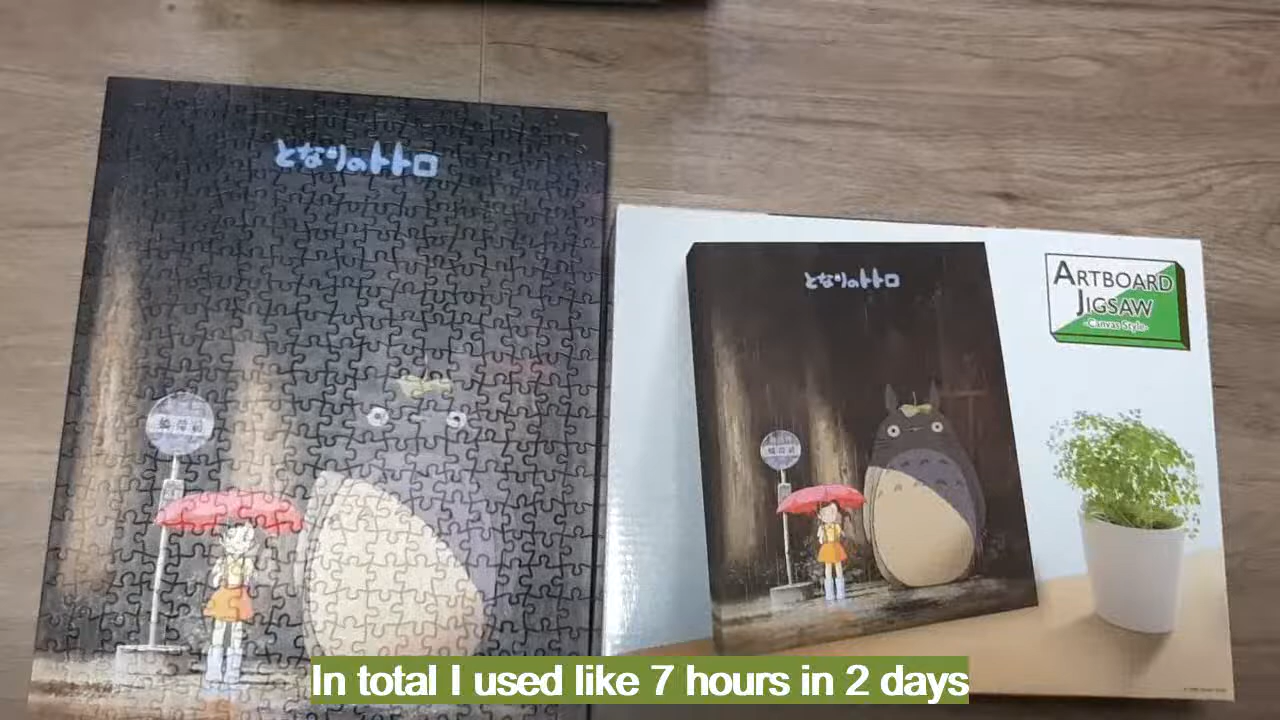 となりのトトロ
となりのトトロ
ARTBOARD
JIGSAW
-Canvas Style-
In total I used like 7 hours in 2 days